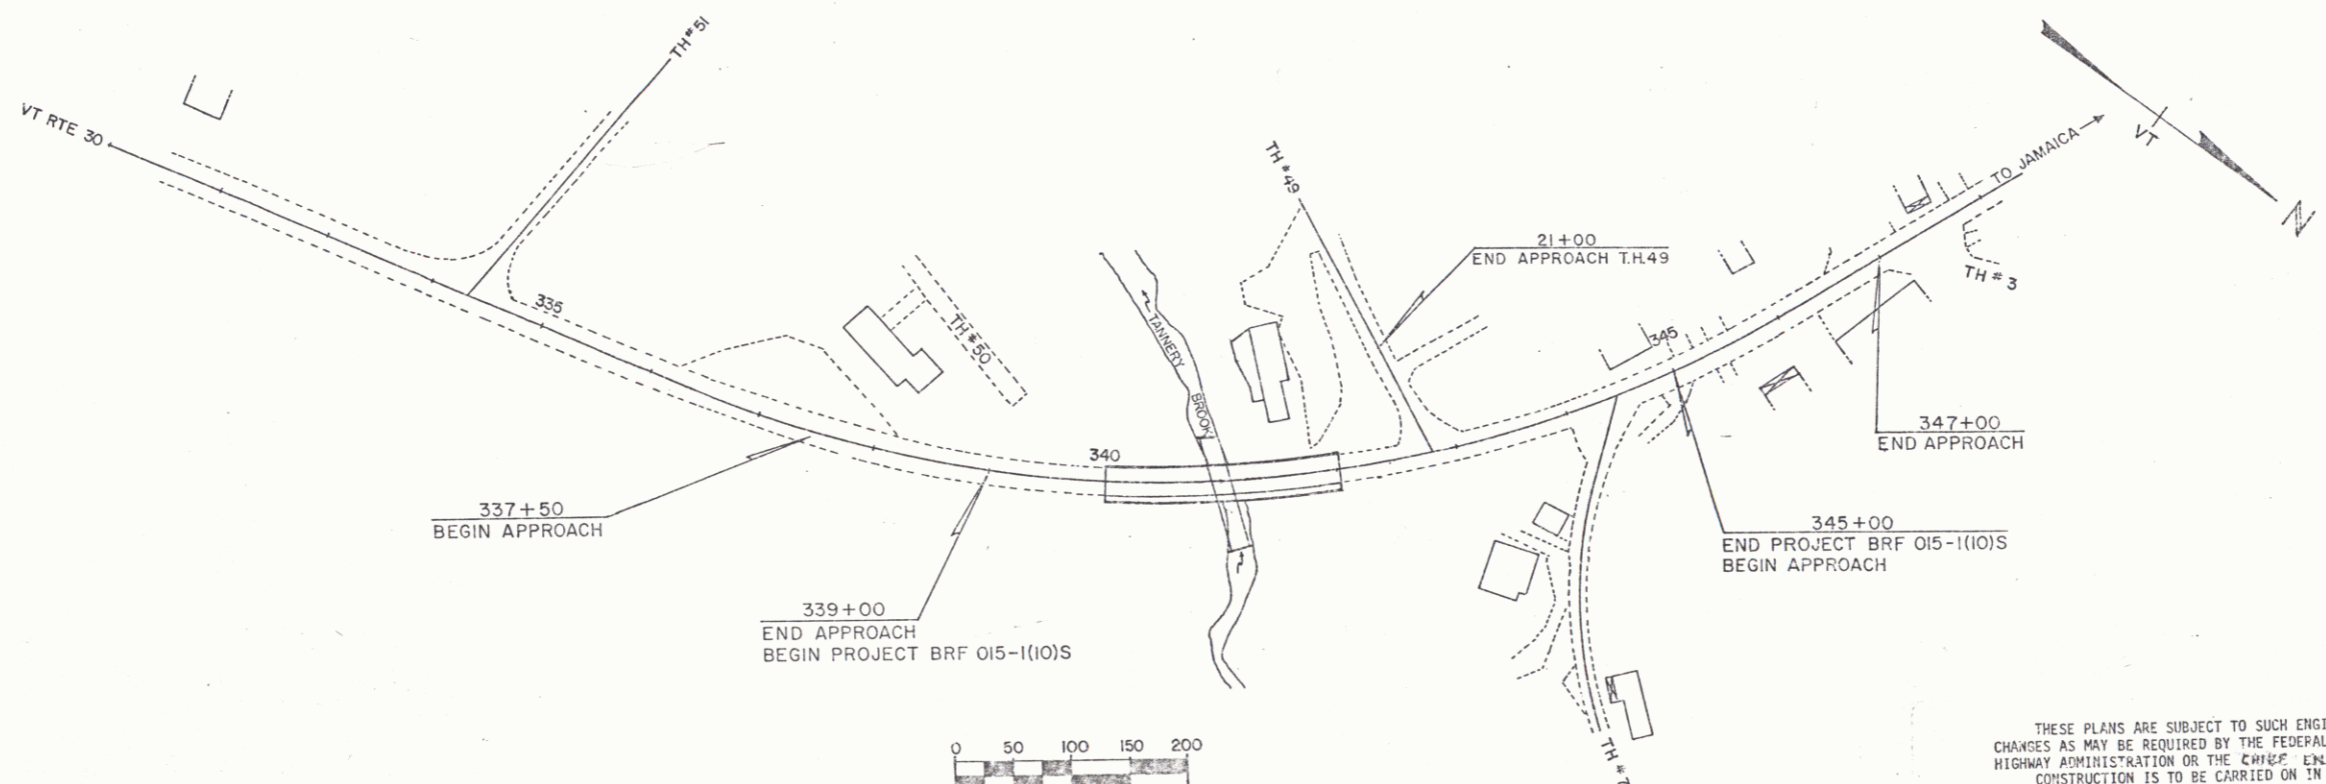 VT RTE 30
TH #51
335
TH #50
TANNERY
BROOK
340
TH #49
21+00
END APPROACH T.H.49
345
TO JAMAICA
VT
N
TH # 3
347+00
END APPROACH
345+00
END PROJECT BRF 015-1(10)S
BEGIN APPROACH
337+50
BEGIN APPROACH
339+00
END APPROACH
BEGIN PROJECT BRF 015-1(10)S
0 50 100 150 200
TH #
THESE PLANS ARE SUBJECT TO SUCH ENGI
CHANGES AS MAY BE REQUIRED BY THE FEDERAL
HIGHWAY ADMINISTRATION OR THE CHIEF EN
CONSTRUCTION IS TO BE CARRIED ON IN